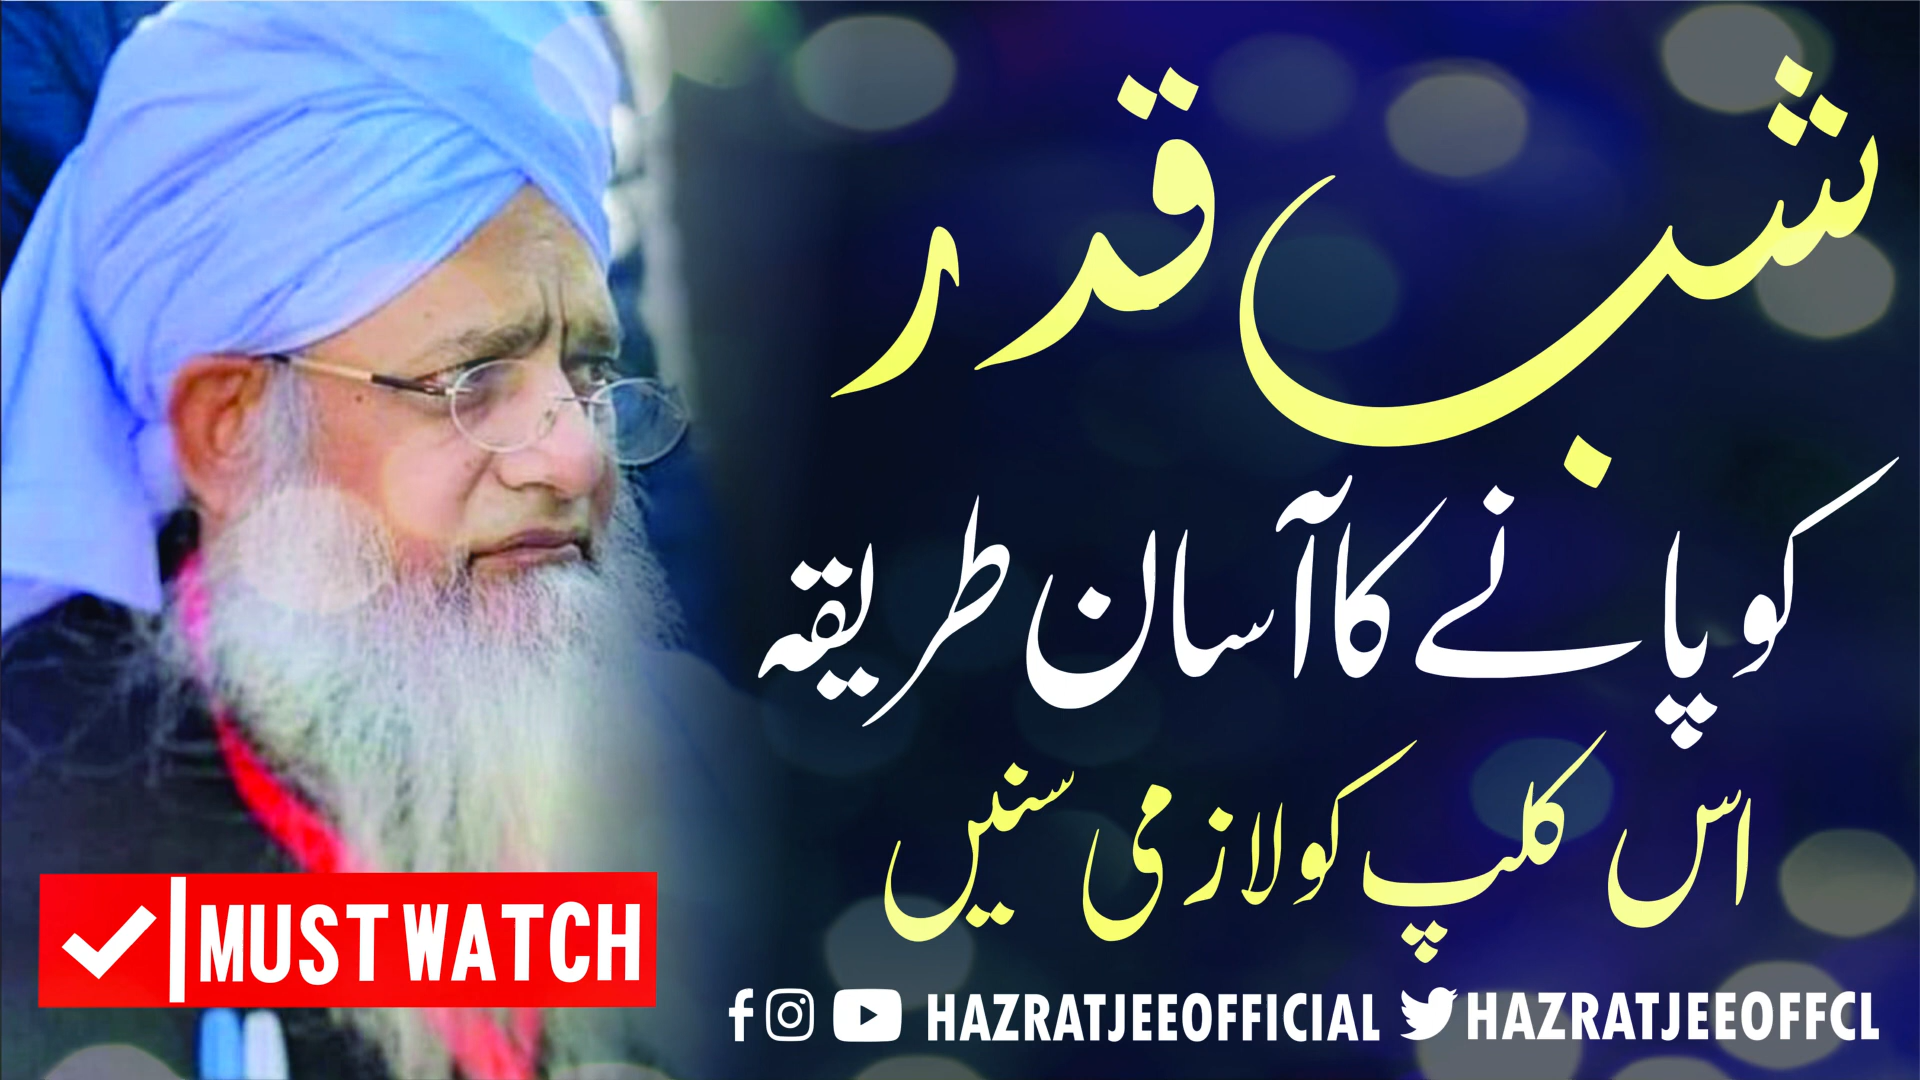 شب قدر
کو پانے کا آسان طریقہ
اس کلپ کو لازمی سنیں
MUST WATCH
HAZRATJEEOFFICIAL HAZRATJEEOFFCL